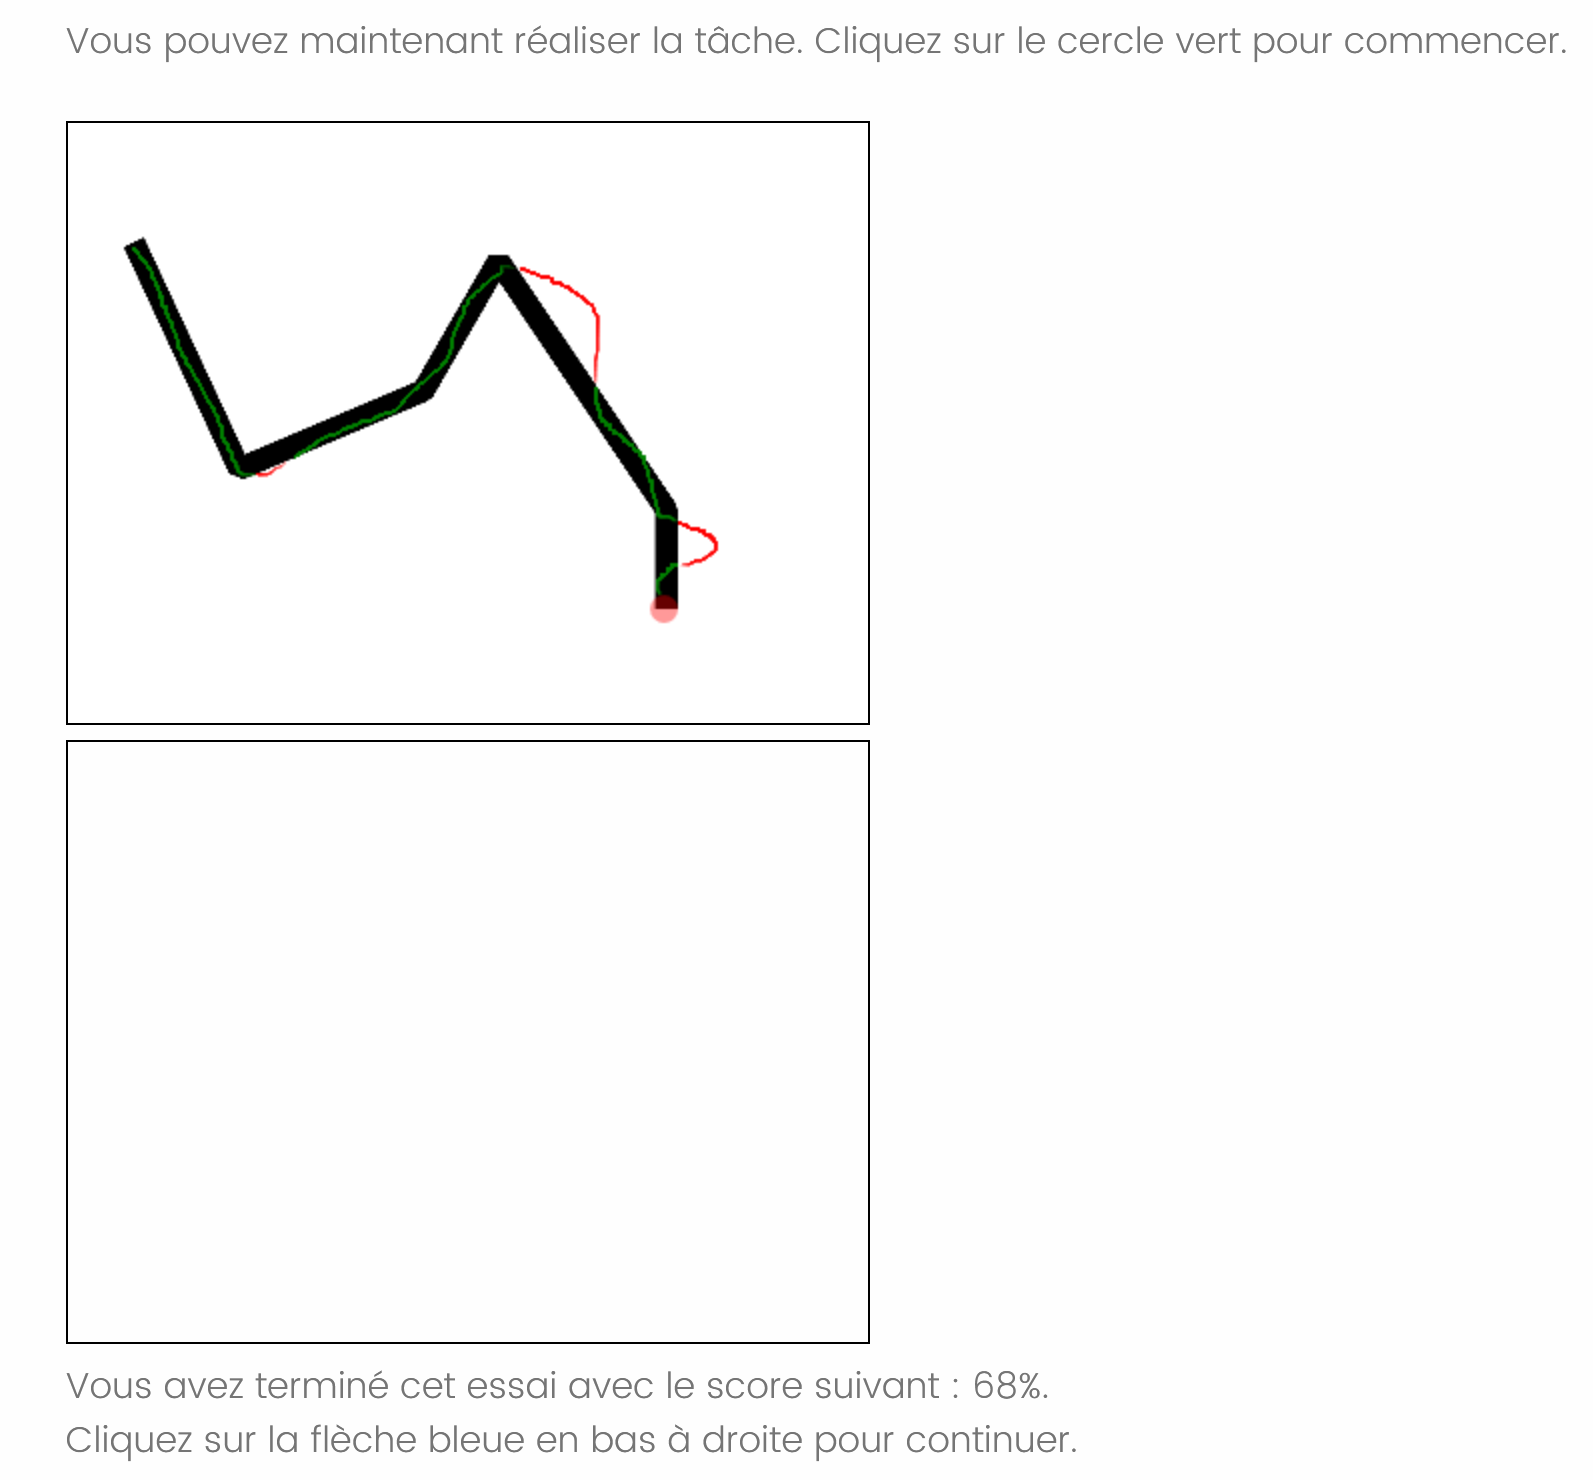 Vous pouvez maintenant réaliser la tâche. Cliquez sur le cercle vert pour commencer.
Vous avez terminé cet essai avec le score suivant : 68%.
Cliquez sur la flèche bleue en bas à droite pour continuer.